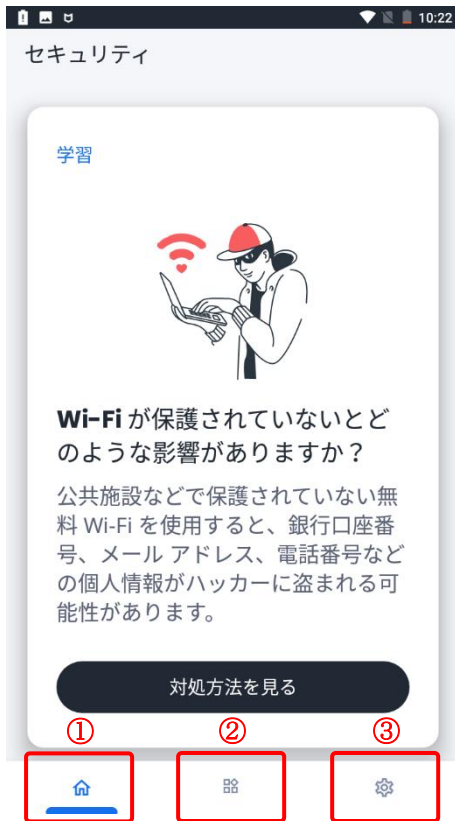 10:22
セキュリティ
学習
Wi-Fi が保護されていないとど
のような影響がありますか？
公共施設などで保護されていない無
料 Wi-Fi を使用すると、銀行口座番
号、メール アドレス、電話番号など
の個人情報がハッカーに盗まれる可
能性があります。
対処方法を見る
① ② ③